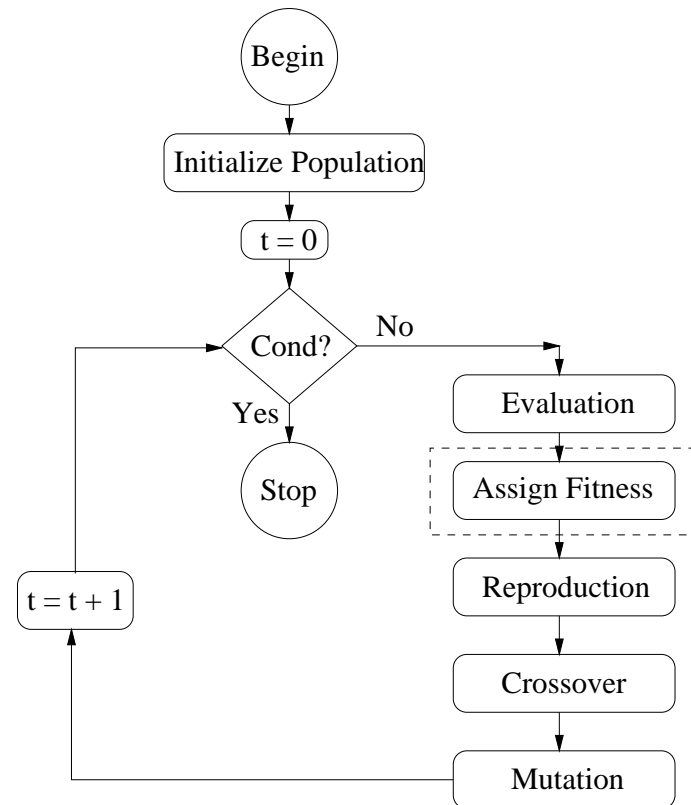 Begin
Initialize Population
t = 0
Cond?
No
Yes
Stop
Evaluation
Assign Fitness
Reproduction
Crossover
Mutation
t = t + 1